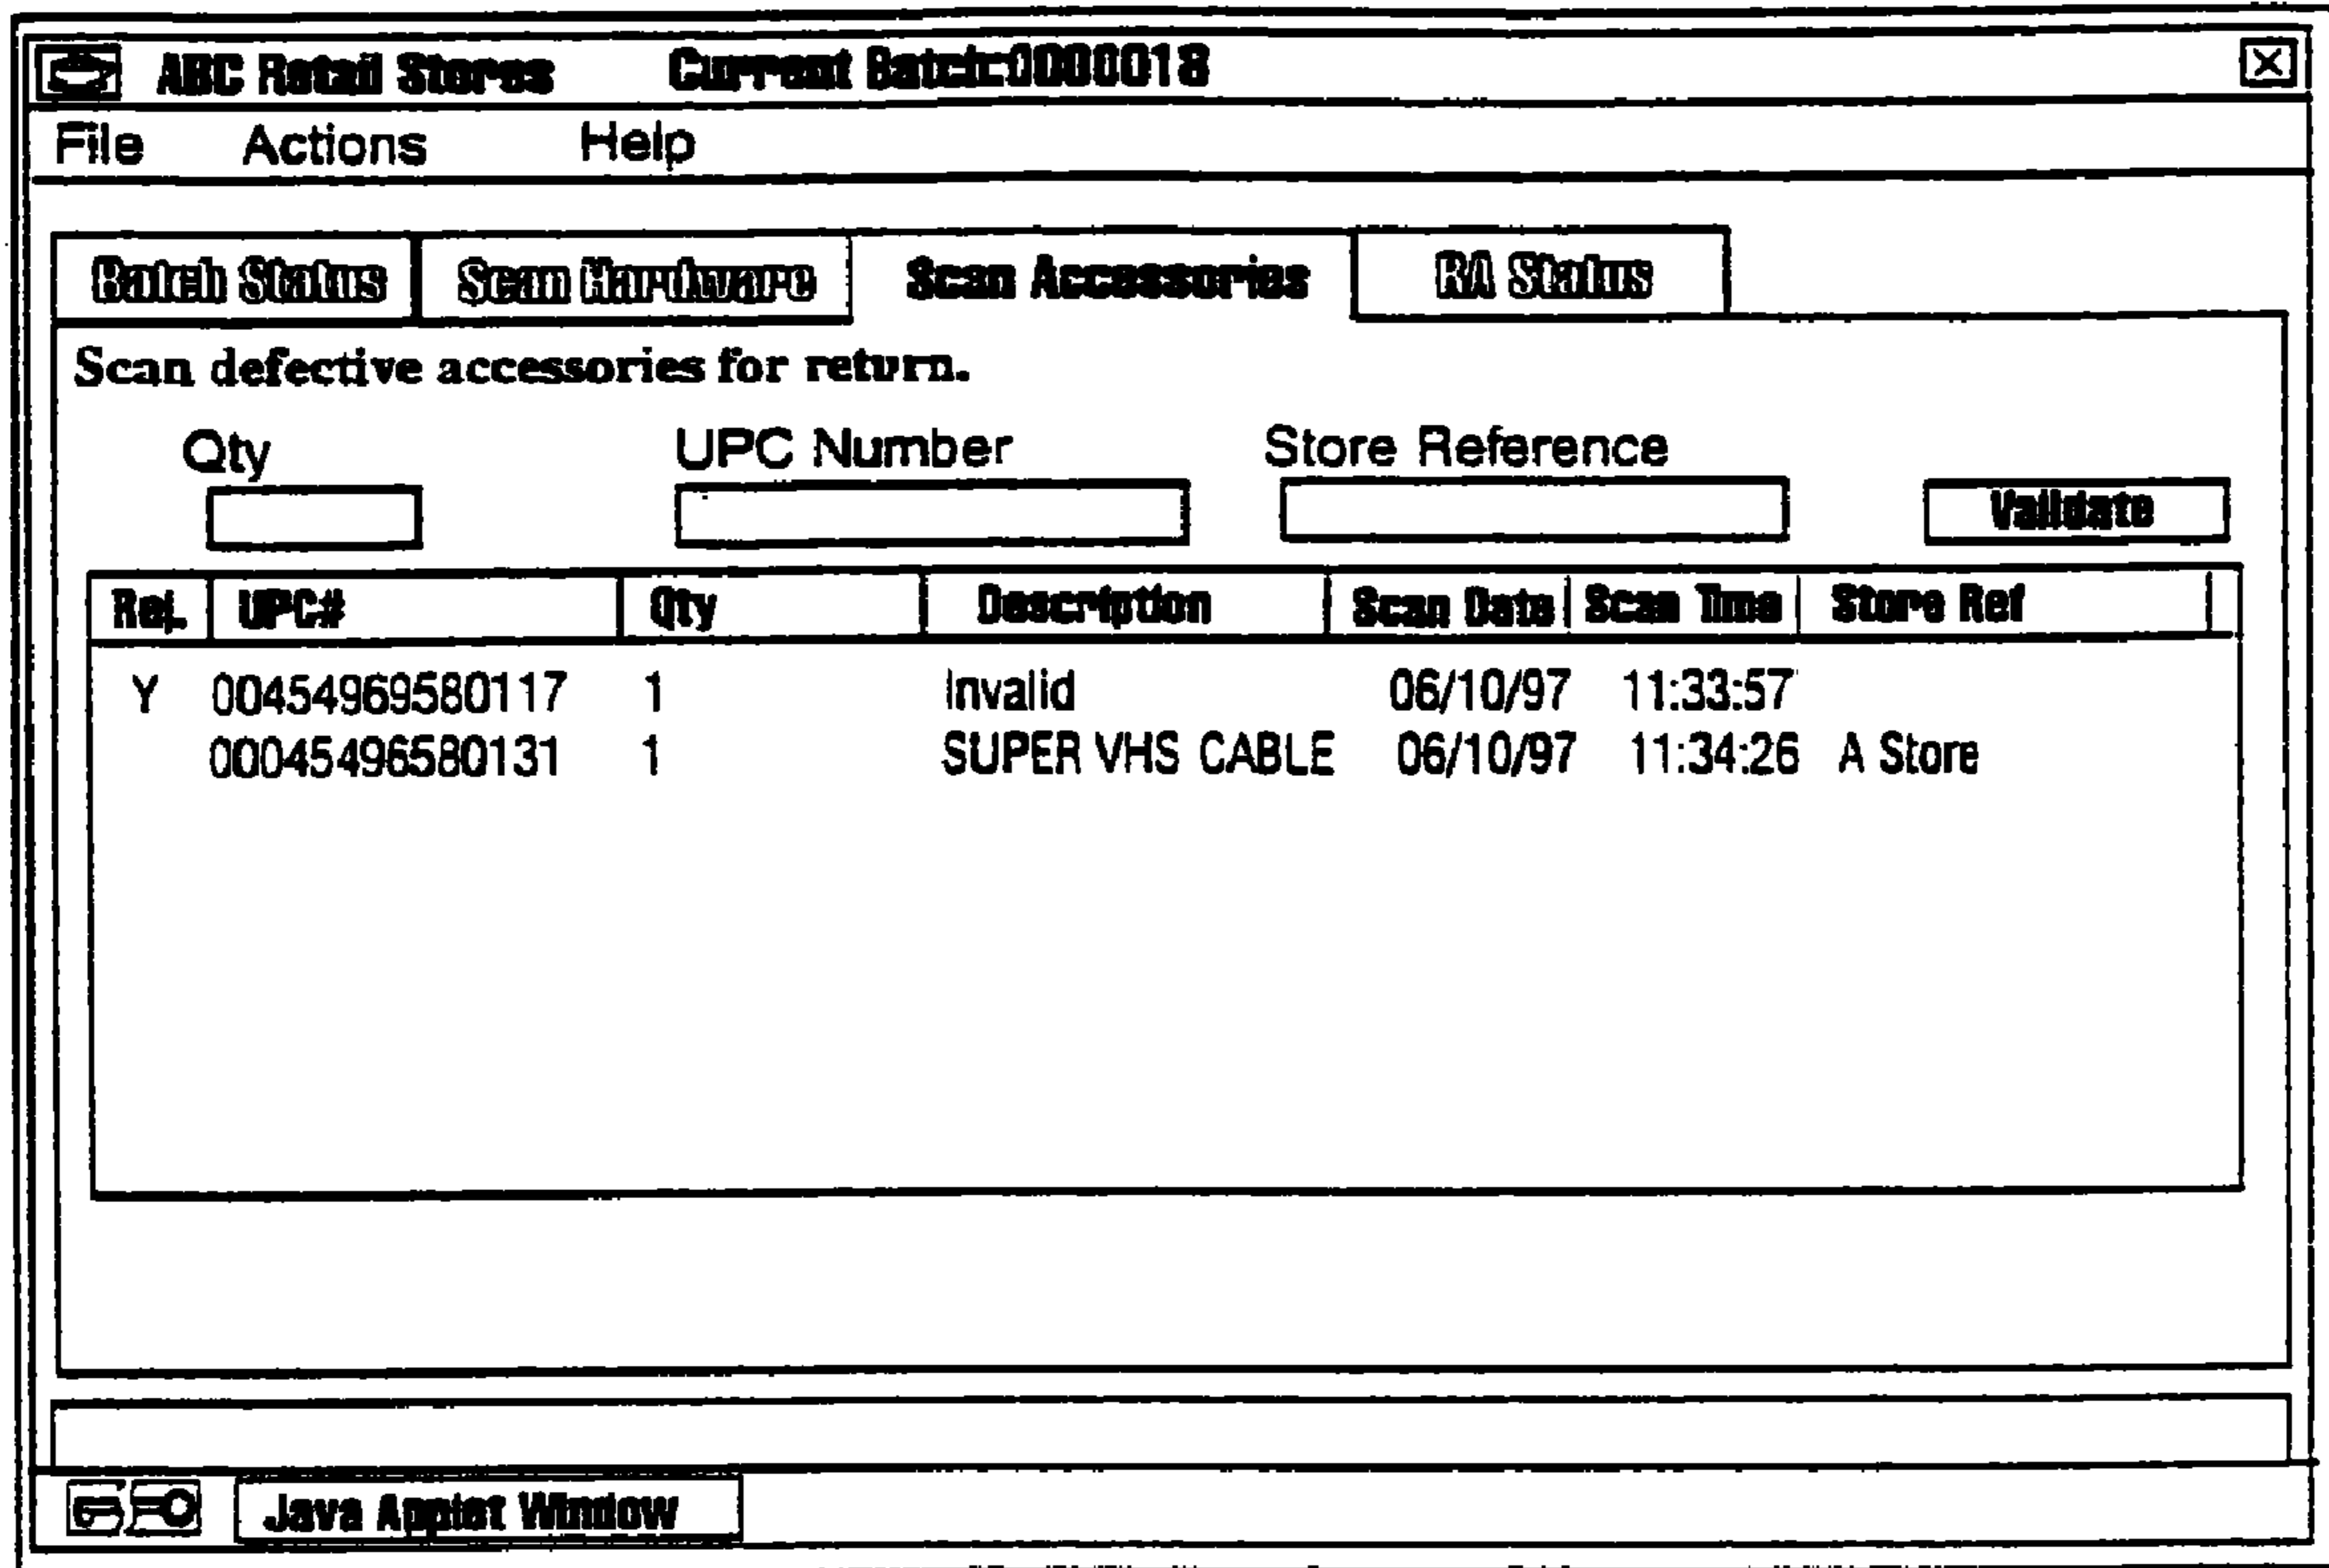 ABC Retail Stores Current Batch:0000018
File Actions Help
Batch Status Scan Hardware Scan Accessories RA Status
Scan defective accessories for return.
Qty UPC Number Store Reference
Validate
Rej. UPC# Qty Description Scan Date Scan Time Store Ref
Y 00454969580117 1 Invalid 06/10/97 11:33:57
00045496580131 1 SUPER VHS CABLE 06/10/97 11:34:26 A Store
Java Applet Window